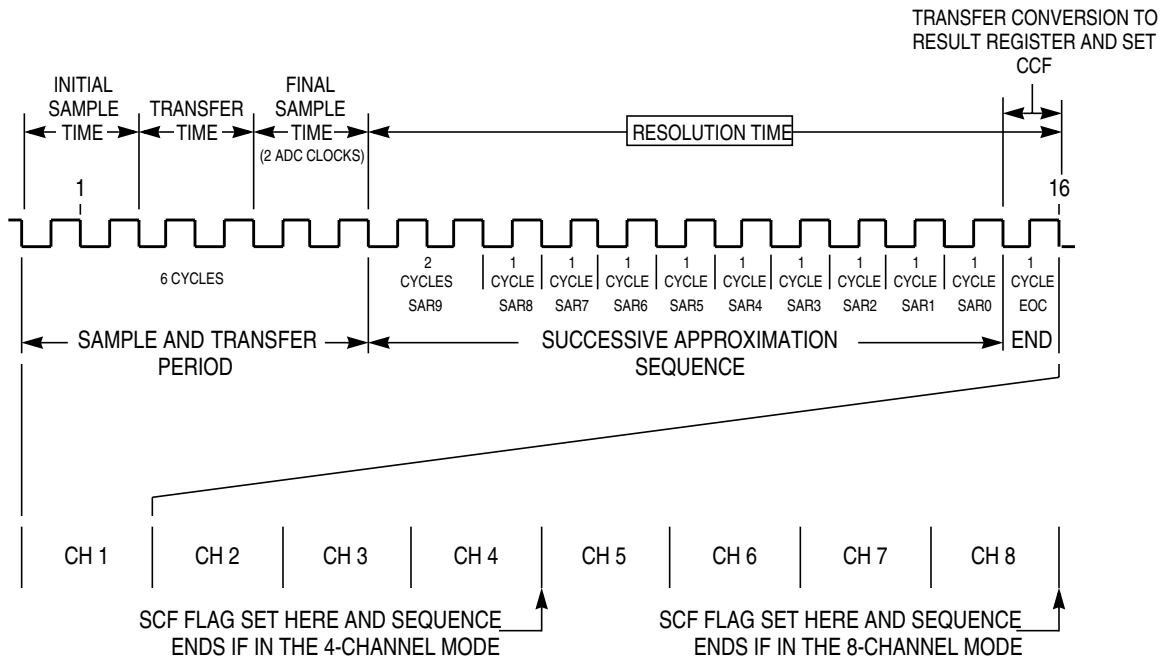 TRANSFER CONVERSION TO
RESULT REGISTER AND SET
CCF
INITIAL
SAMPLE
TIME
TRANSFER
TIME
FINAL
SAMPLE
TIME
(2 ADC CLOCKS)
RESOLUTION TIME
1
16
6 CYCLES
2
CYCLES
SAR9
1
CYCLE
SAR8
1
CYCLE
SAR7
1
CYCLE
SAR6
1
CYCLE
SAR5
1
CYCLE
SAR4
1
CYCLE
SAR3
1
CYCLE
SAR2
1
CYCLE
SAR1
1
CYCLE
SAR0
1
CYCLE
EOC
SAMPLE AND TRANSFER
PERIOD
SUCCESSIVE APPROXIMATION
SEQUENCE
END
CH 1
CH 2
CH 3
CH 4
CH 5
CH 6
CH 7
CH 8
SCF FLAG SET HERE AND SEQUENCE
ENDS IF IN THE 4-CHANNEL MODE
SCF FLAG SET HERE AND SEQUENCE
ENDS IF IN THE 8-CHANNEL MODE